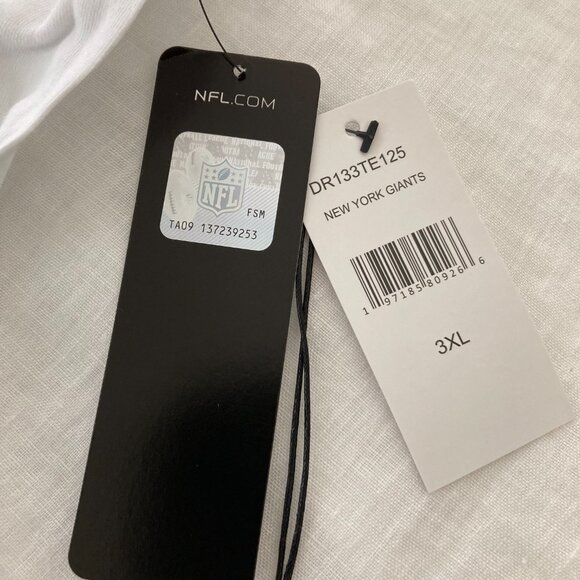 NFL.COM
NFL
FSM
TA09 137239253
DR133TE125
NEW YORK GIANTS
1 97185 80926 6
3XL